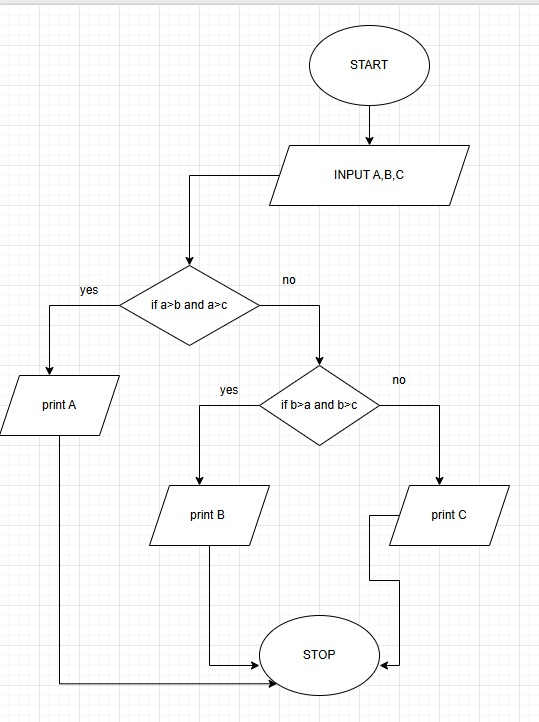 START
INPUT A,B,C
if a>b and a>c
yes
no
print A
if b>a and b>c
yes
no
print B
print C
STOP